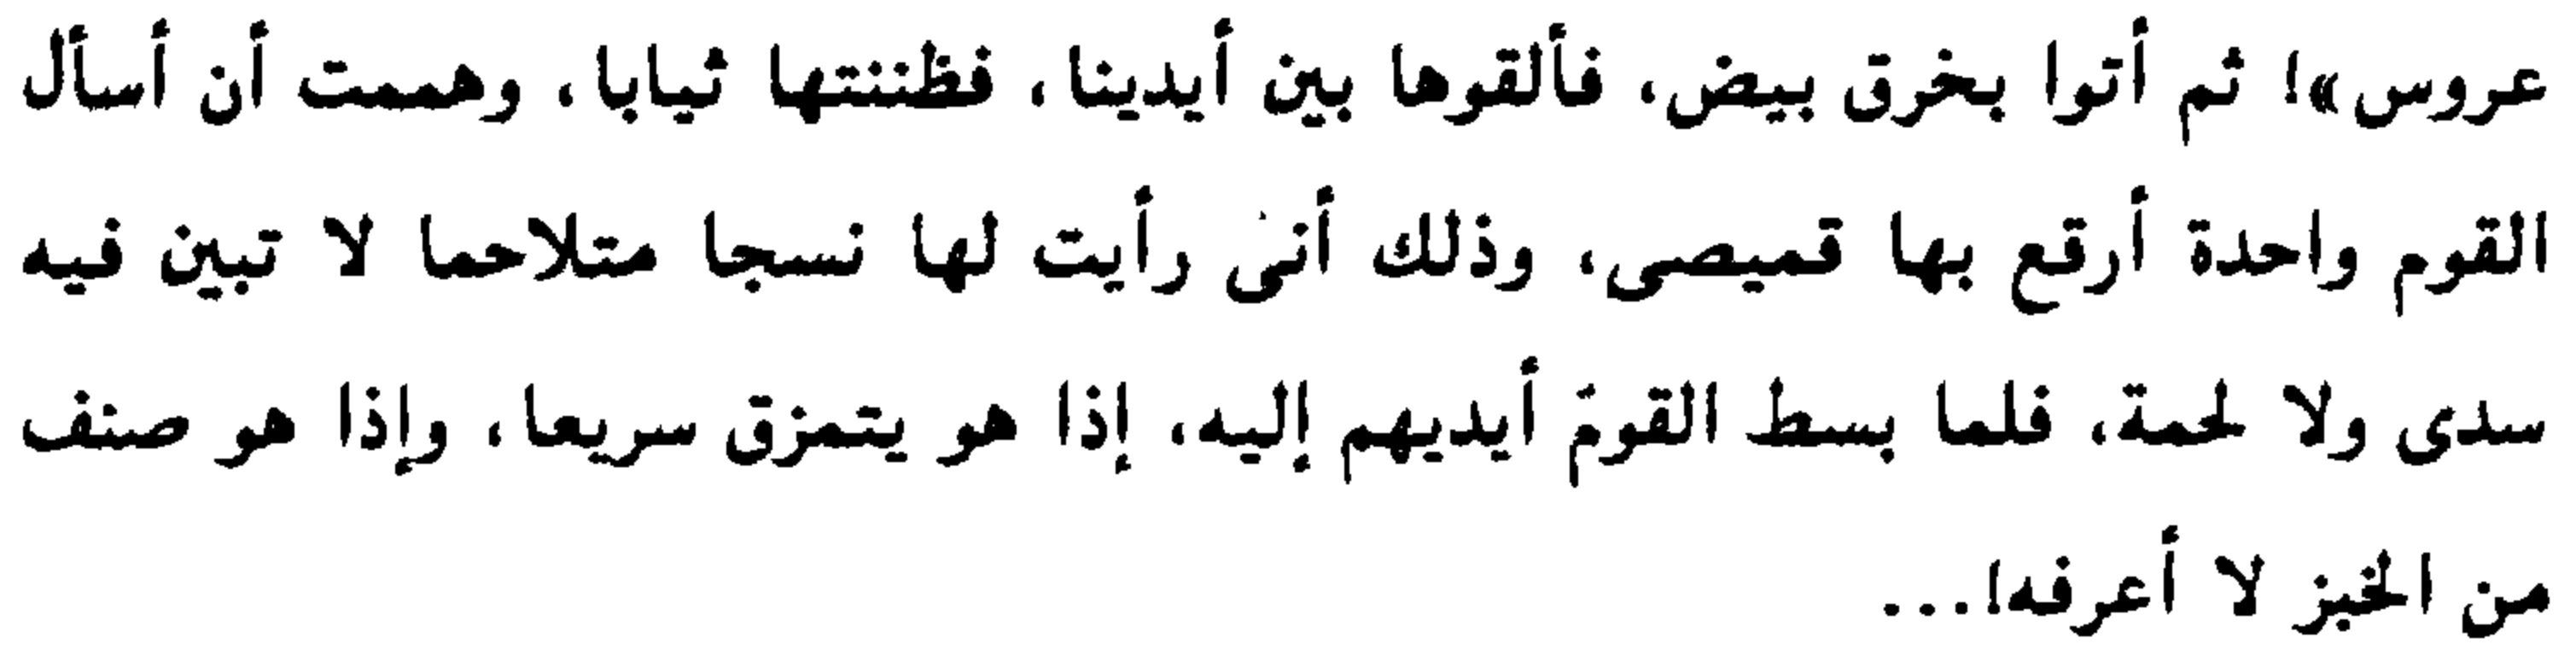 عروس»! ثم أتوا بخرق بيض، فألقوها بين أيدينا، فظننتها ثيابا، وهممت أن أسأل
القوم واحدة أرقع بها قميصى، وذلك أنى رأيت لها نسجا متلاحما لا تبين فيه
سدى ولا لحمة، فلما بسط القومُ أيديهم إليه، إذا هو يتمزق سريعا، وإذا هو صنف
من الخبز لا أعرفه!...